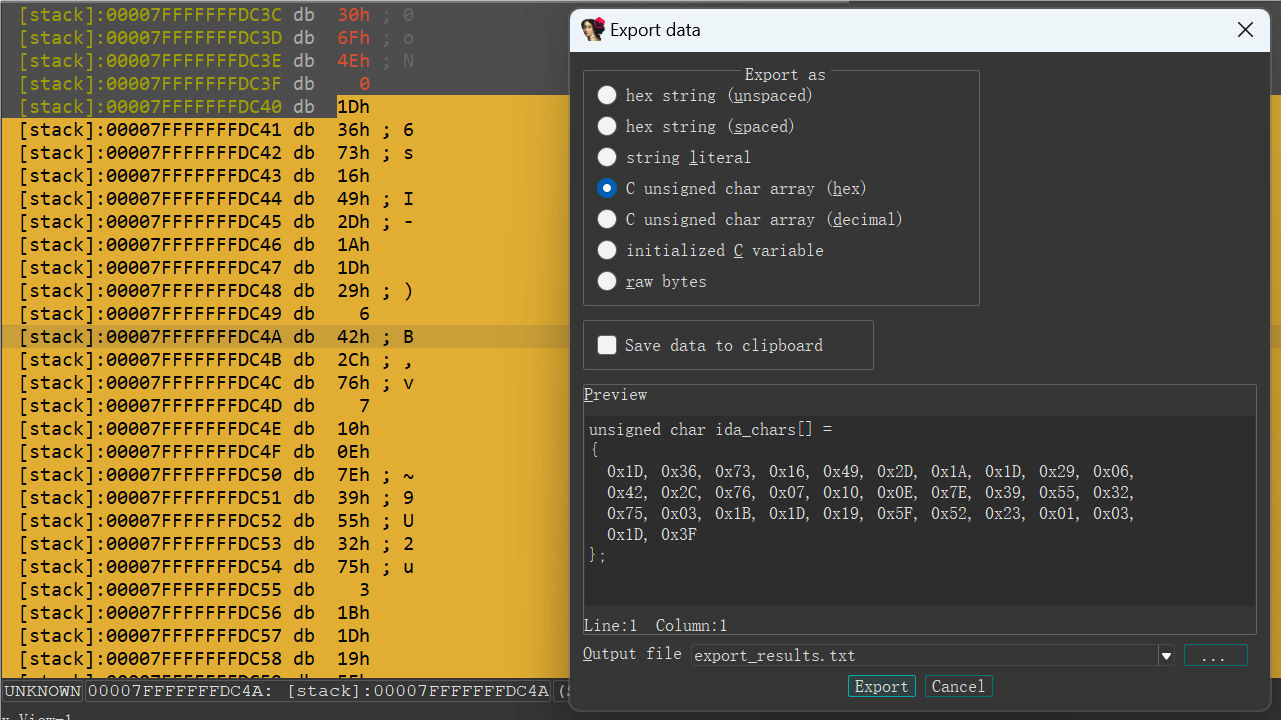 [stack]:00007FFFFFFFDC3C db 30h ; 0
[stack]:00007FFFFFFFDC3D db 6Fh ; o
[stack]:00007FFFFFFFDC3E db 4Eh ; N
[stack]:00007FFFFFFFDC3F db 0
[stack]:00007FFFFFFFDC40 db 1Dh
[stack]:00007FFFFFFFDC41 db 36h ; 6
[stack]:00007FFFFFFFDC42 db 73h ; s
[stack]:00007FFFFFFFDC43 db 16h
[stack]:00007FFFFFFFDC44 db 49h ; I
[stack]:00007FFFFFFFDC45 db 2Dh ; -
[stack]:00007FFFFFFFDC46 db 1Ah
[stack]:00007FFFFFFFDC47 db 1Dh
[stack]:00007FFFFFFFDC48 db 29h ; )
[stack]:00007FFFFFFFDC49 db 6
[stack]:00007FFFFFFFDC4A db 42h ; B
[stack]:00007FFFFFFFDC4B db 2Ch ; ,
[stack]:00007FFFFFFFDC4C db 76h ; v
[stack]:00007FFFFFFFDC4D db 7
[stack]:00007FFFFFFFDC4E db 10h
[stack]:00007FFFFFFFDC4F db 0Eh
[stack]:00007FFFFFFFDC50 db 7Eh ; ~
[stack]:00007FFFFFFFDC51 db 39h ; 9
[stack]:00007FFFFFFFDC52 db 55h ; U
[stack]:00007FFFFFFFDC53 db 32h ; 2
[stack]:00007FFFFFFFDC54 db 75h ; u
[stack]:00007FFFFFFFDC55 db 3
[stack]:00007FFFFFFFDC56 db 1Bh
[stack]:00007FFFFFFFDC57 db 1Dh
[stack]:00007FFFFFFFDC58 db 19h
UNKNOWN 00007FFFFFFFDC4A: [stack]:00007FFFFFFFDC4A
Export data
Export as
hex string (unspaced)
hex string (spaced)
string literal
C unsigned char array (hex)
C unsigned char array (decimal)
initialized C variable
raw bytes
Save data to clipboard
Preview
unsigned char ida_chars[] =
{
0x1D, 0x36, 0x73, 0x16, 0x49, 0x2D, 0x1A, 0x1D, 0x29, 0x06,
0x42, 0x2C, 0x76, 0x07, 0x10, 0x0E, 0x7E, 0x39, 0x55, 0x32,
0x75, 0x03, 0x1B, 0x1D, 0x19, 0x5F, 0x52, 0x23, 0x01, 0x03,
0x1D, 0x3F
};
Line:1 Column:1
Output file export_results.txt ...
Export Cancel